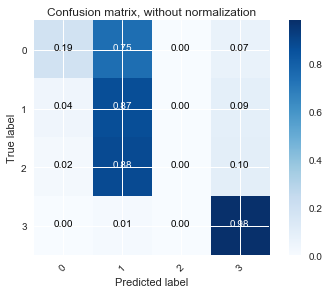 Confusion matrix, without normalization
0 0.19 0.75 0.00 0.07
1 0.04 0.87 0.00 0.09
2 0.02 0.88 0.00 0.10
3 0.00 0.01 0.00 0.98
0 1 2 3
True label
Predicted label
0.8
0.6
0.4
0.2
0.0